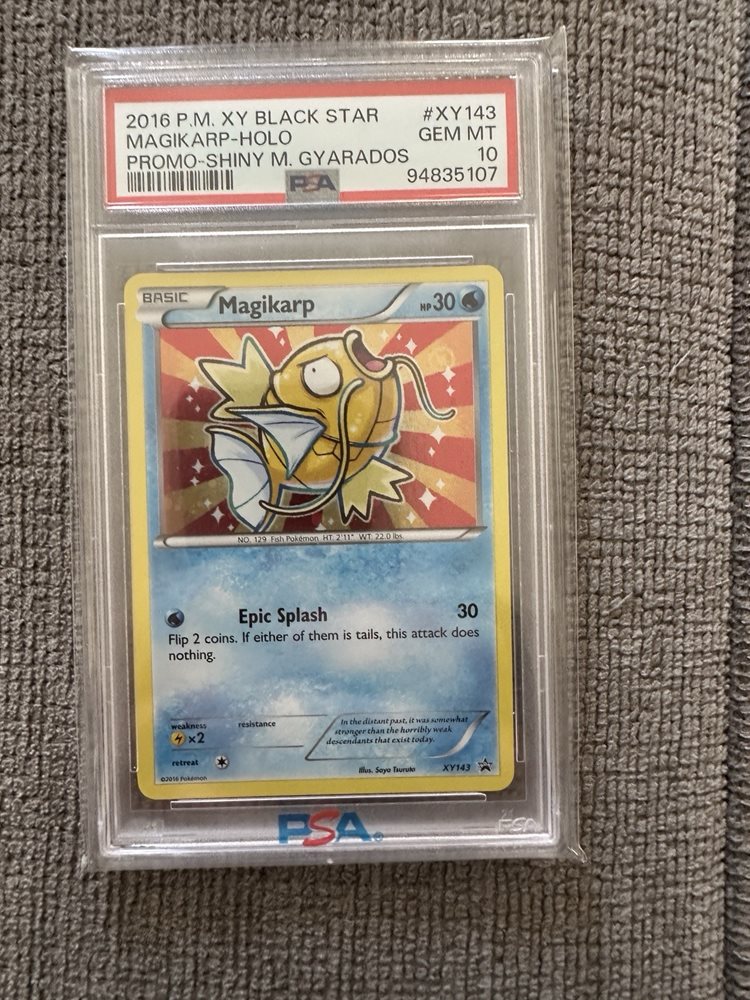 2016 P.M. XY BLACK STAR #XY143
MAGIKARP-HOLO GEM MT
PROMO-SHINY M. GYARADOS 10
PSA 94835107
BASIC Magikarp HP30
NO. 129 Fish Pokémon HT: 2'11" WT: 22.0 lbs.
Epic Splash 30
Flip 2 coins. If either of them is tails, this attack does
nothing.
weakness resistance
×2
In the distant past, it was somewhat
stronger than the horribly weak
descendants that exist today.
retreat
Illus. Saya Tsuruta XY143
©2016 Pokémon
PSA®